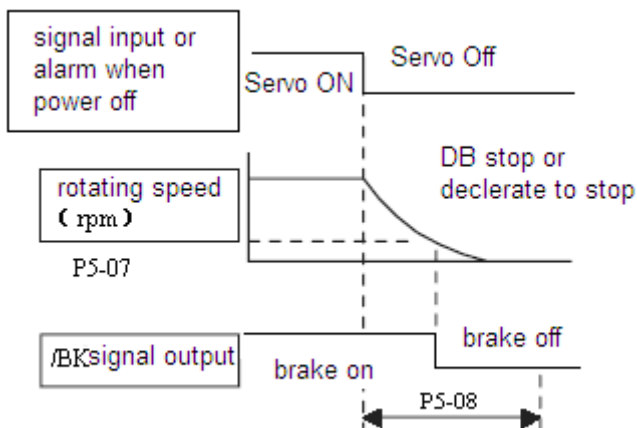 signal input or
alarm when
power off
Servo ON
Servo Off
rotating speed
( rpm )
DB stop or
declerate to stop
P5-07
/BKsignal output
brake on
brake off
P5-08